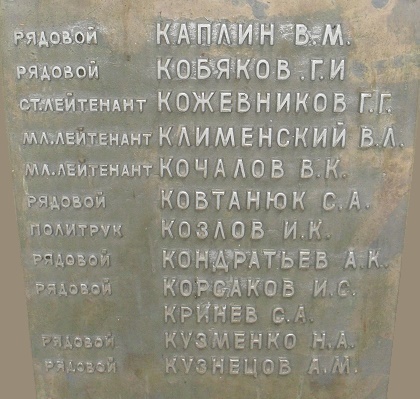 РЯДОВОЙ КАПЛИН В.М.
РЯДОВОЙ КОБЯКОВ .Г.И
СТ.ЛЕЙТЕНАНТ КОЖЕВНИКОВ Г.Г.
МЛ.ЛЕЙТЕНАНТ КЛИМЕНСКИЙ В.Л.
МЛ.ЛЕЙТЕНАНТ КОЧАЛОВ В.К.
РЯДОВОЙ КОВТАНЮК С.А.
ПОЛИТРУК КОЗЛОВ И.К.
РЯДОВОЙ КОНДРАТЬЕВ А.К.
РЯДОВОЙ КОРСАКОВ И.С.
КРИНЕВ С.А.
РЯДОВОЙ КУЗМЕНКО Н.А.
РЯДОВОЙ КУЗНЕЦОВ А.М.